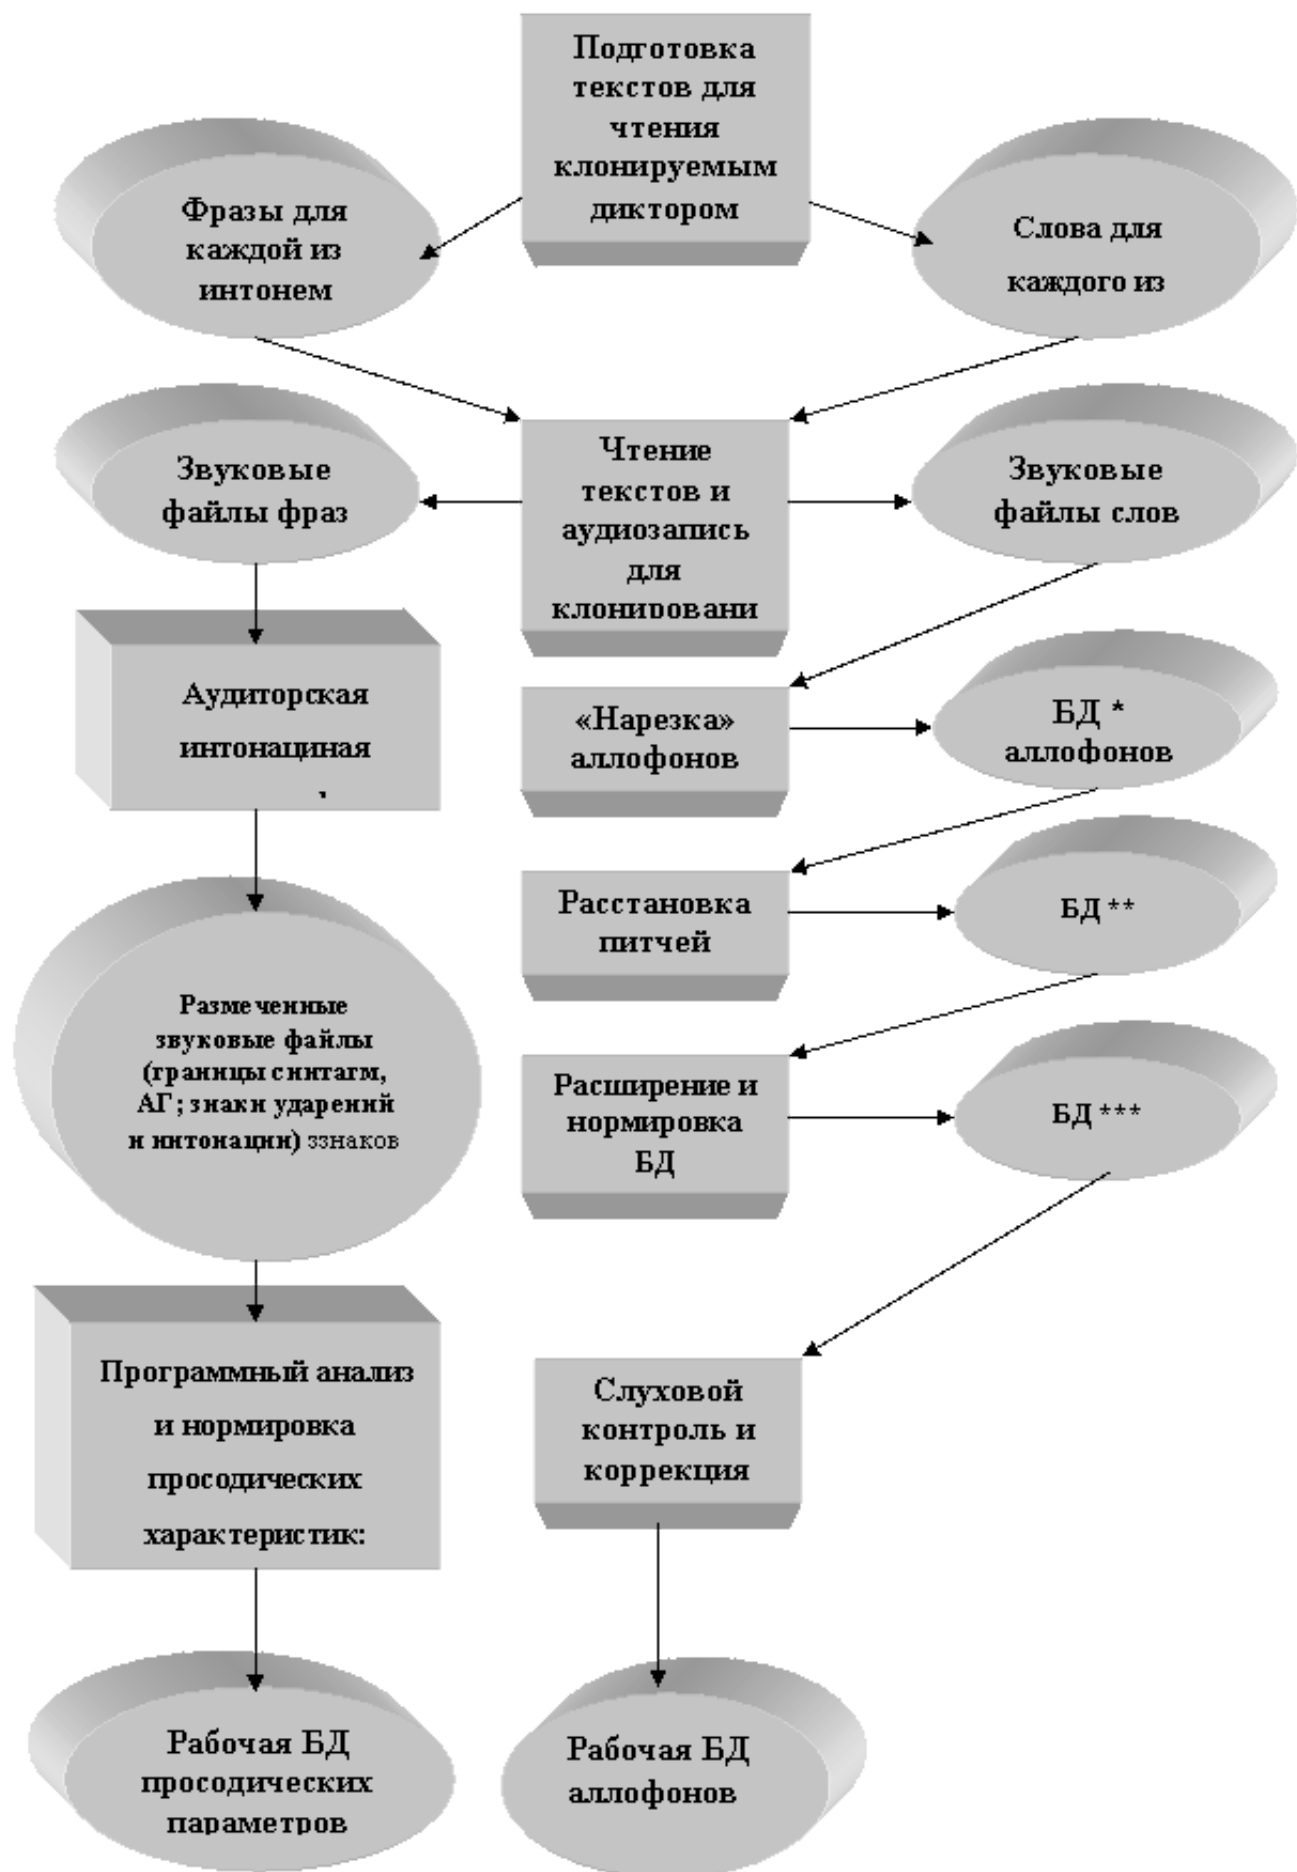 Подготовка
текстов для
чтения
клонируемым
диктором
Фразы для
каждой из
интонем
Слова для
каждого из
Звуковые
файлы фраз
Чтение
текстов и
аудиозапись
для
клонировани
Звуковые
файлы слов
Аудиторская
интонациная
«Нарезка»
аллофонов
БД *
аллофонов
Расстановка
питчей
БД **
Размеченные
звуковые файлы
(границы синтагм,
АГ; знаки ударений
и интонации) ззнаков
Расширение и
нормировка
БД
БД ***
Программный анализ
и нормировка
просодических
характеристик:
Слуховой
контроль и
коррекция
Рабочая БД
просодических
параметров
Рабочая БД
аллофонов